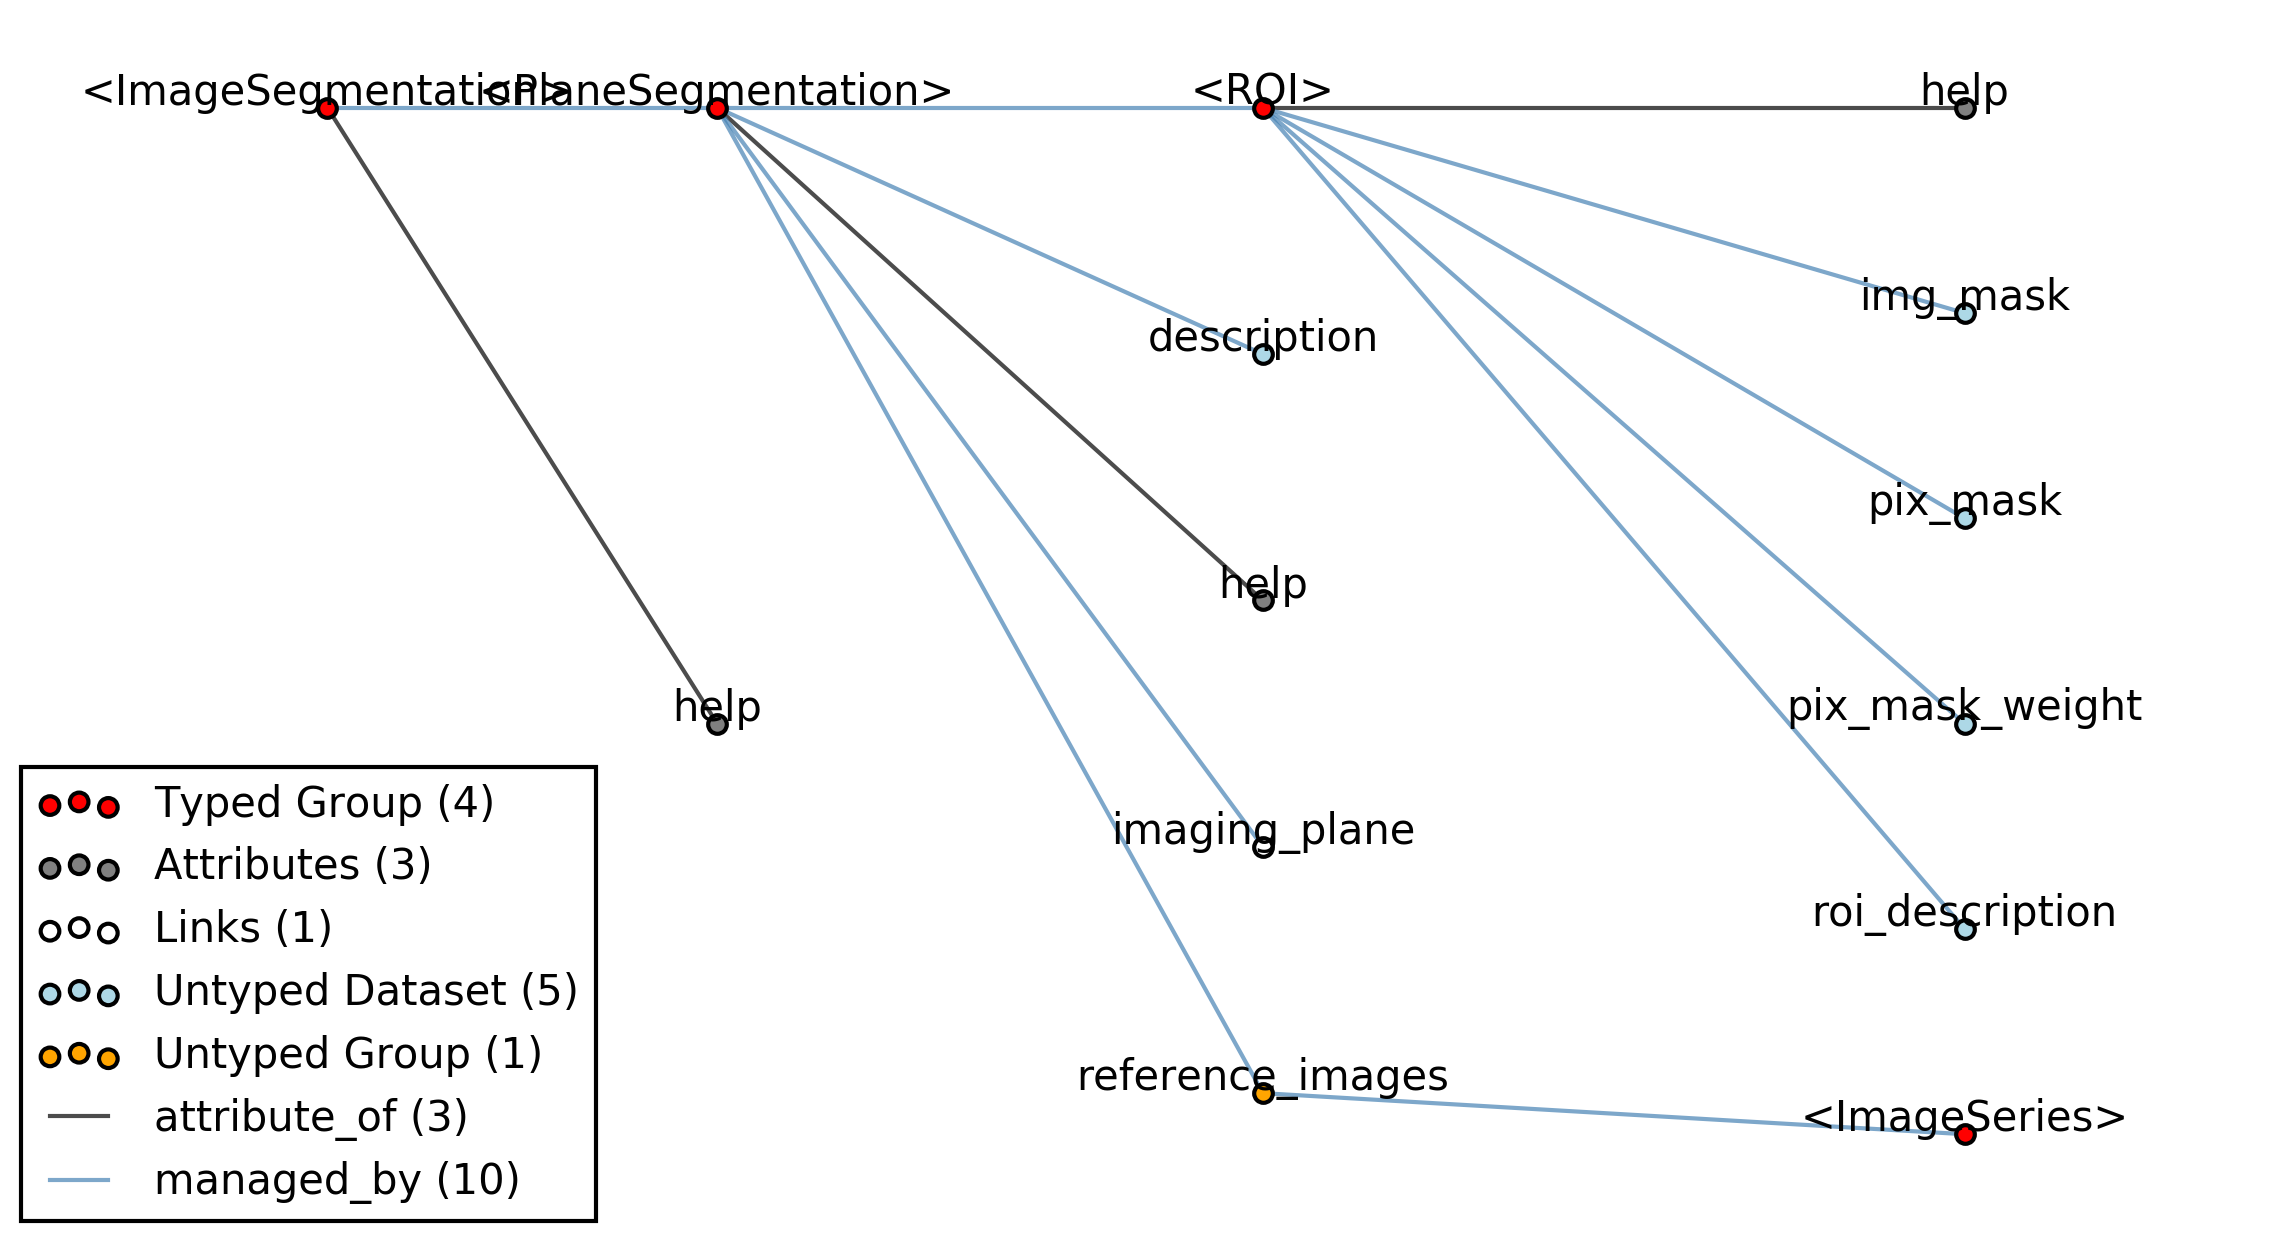 <ImageSegmentation>
<PlaneSegmentation>
<ROI>
help
img_mask
description
pix_mask
help
help
pix_mask_weight
imaging_plane
roi_description
reference_images
<ImageSeries>
Typed Group (4)
Attributes (3)
Links (1)
Untyped Dataset (5)
Untyped Group (1)
attribute_of (3)
managed_by (10)